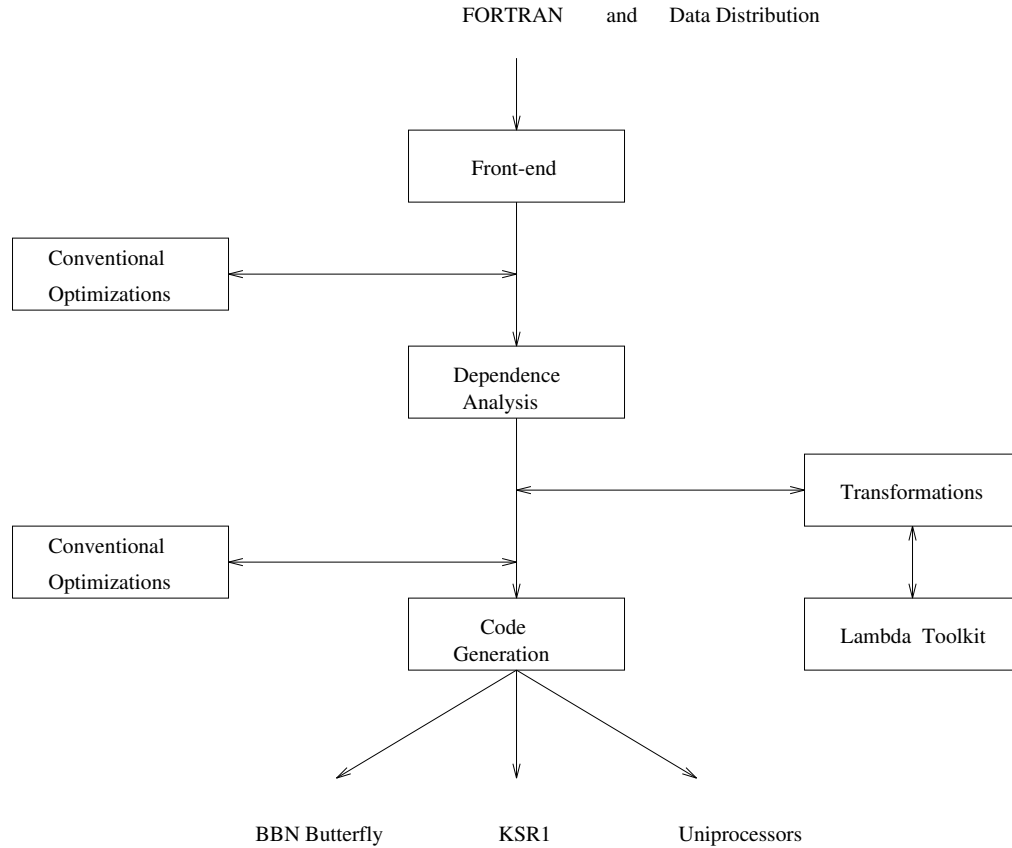 FORTRAN and Data Distribution
Front-end
Conventional
Optimizations
Dependence
Analysis
Transformations
Conventional
Optimizations
Code
Generation
Lambda Toolkit
BBN Butterfly KSR1 Uniprocessors